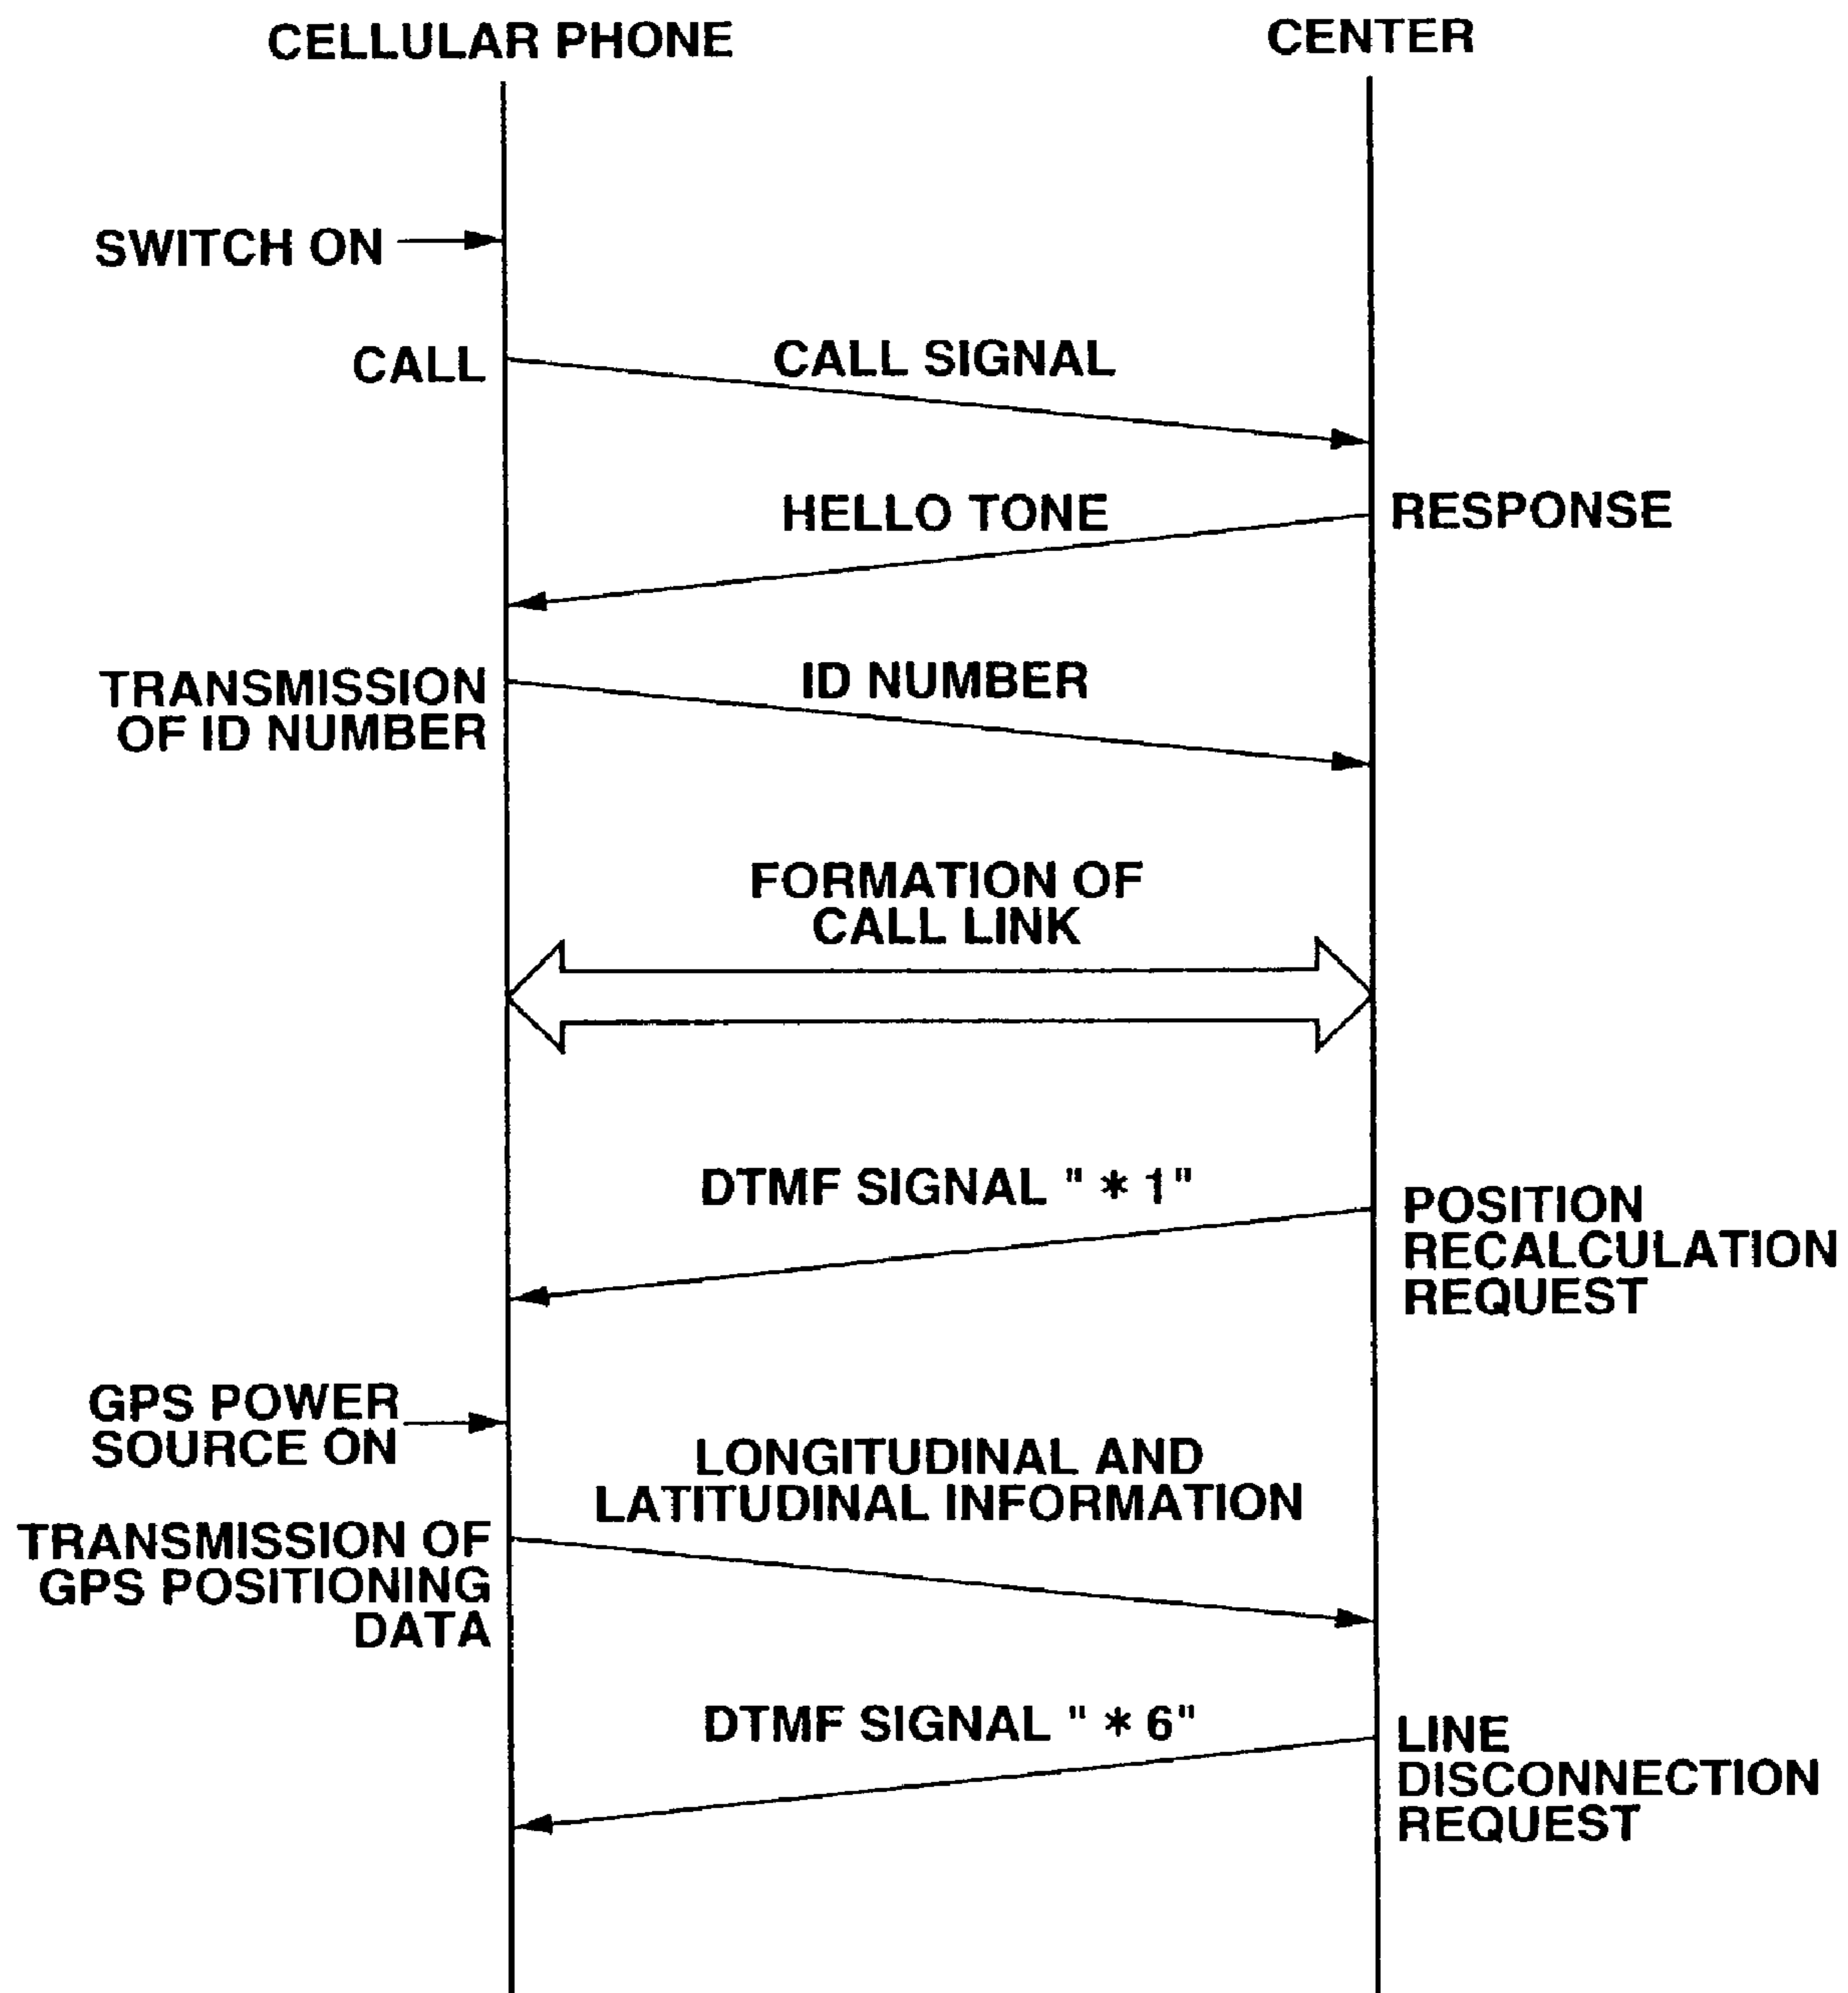 CELLULAR PHONE
CENTER
SWITCH ON
CALL
CALL SIGNAL
HELLO TONE
RESPONSE
TRANSMISSION
OF ID NUMBER
ID NUMBER
FORMATION OF
CALL LINK
DTMF SIGNAL " * 1"
POSITION
RECALCULATION
REQUEST
GPS POWER
SOURCE ON
LONGITUDINAL AND
LATITUDINAL INFORMATION
TRANSMISSION OF
GPS POSITIONING
DATA
DTMF SIGNAL " * 6"
LINE
DISCONNECTION
REQUEST